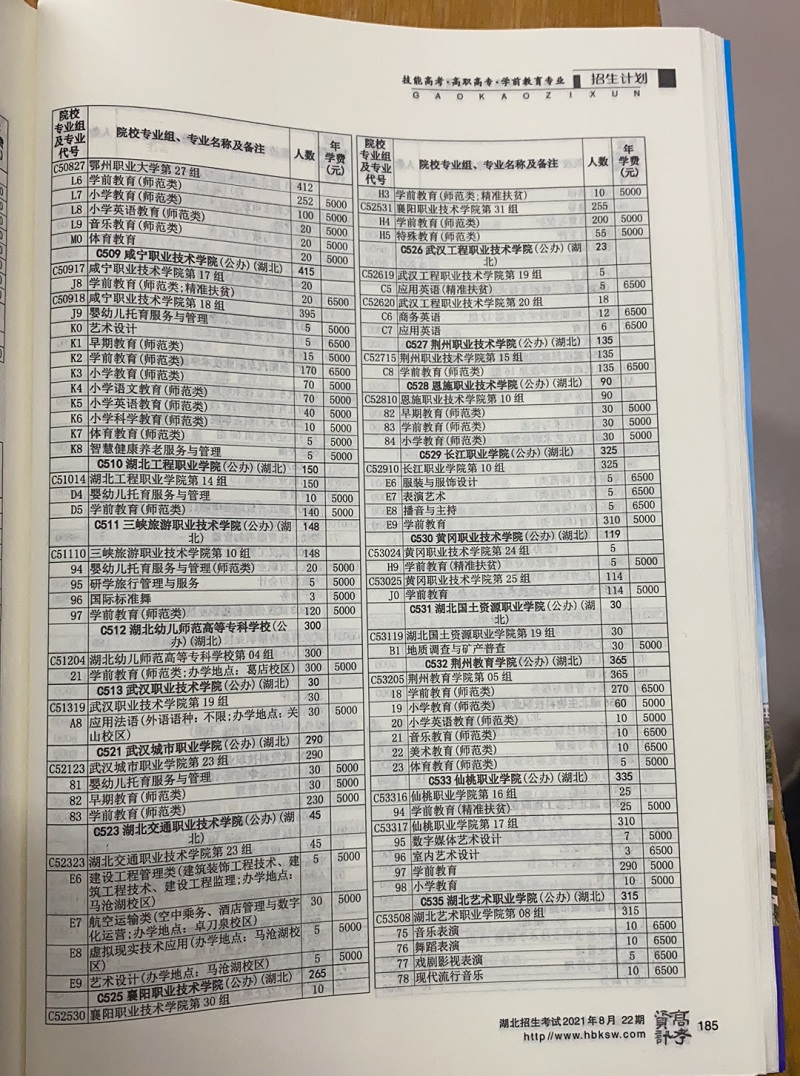 技能高考·高职高专·学前教育专业 招生计划
GAOKAOZIXUN
院校专业组及专业代号 院校专业组、专业名称及备注 人数 年学费(元)
C50827 鄂州职业大学第27组 412
L6 学前教育(师范类) 252 5000
L7 小学教育(师范类) 100 5000
L8 小学英语教育(师范类) 20 5000
L9 音乐教育(师范类) 20 5000
M0 体育教育 20 5000
C509 咸宁职业技术学院(公办)(湖北) 415
C50917 咸宁职业技术学院第17组 20
J8 学前教育(师范类;精准扶贫) 20 6500
C50918 咸宁职业技术学院第18组 395
J9 婴幼儿托育服务与管理 5 5000
K0 艺术设计 5 6500
K1 早期教育(师范类) 15 5000
K2 学前教育(师范类) 170 6500
K3 小学教育(师范类) 70 5000
K4 小学语文教育(师范类) 70 5000
K5 小学英语教育(师范类) 40 5000
K6 小学科学教育(师范类) 10 5000
K7 体育教育(师范类) 5 5000
K8 智慧健康养老服务与管理 5 5000
C510 湖北工程职业学院(公办)(湖北) 150
C51014 湖北工程职业学院第14组 150
D4 婴幼儿托育服务与管理 10 5000
D5 学前教育(师范类) 140 5000
C511 三峡旅游职业技术学院(公办)(湖 148
北)
C51110 三峡旅游职业技术学院第10组 148
94 婴幼儿托育服务与管理(师范类) 20 5000
95 研学旅行管理与服务 5 5000
96 国际标准舞 3 5000
97 学前教育(师范类) 120 5000
C512 湖北幼儿师范高等专科学校(公 300
办)(湖北)
C51204 湖北幼儿师范高等专科学校第04组 300
21 学前教育(师范类;办学地点:葛店校区) 300 5000
C513 武汉职业技术学院(公办)(湖北) 30
C51319 武汉职业技术学院第19组 30
A8 应用法语(外语语种:不限;办学地点:关 30 5000
山校区)
C521 武汉城市职业学院(公办)(湖北) 290
C52123 武汉城市职业学院第23组 290
81 婴幼儿托育服务与管理 30 5000
82 早期教育(师范类) 30 5000
83 学前教育(师范类) 230 5000
C523 湖北交通职业技术学院(公办)(湖 45
北)
C52323 湖北交通职业技术学院第23组 45
E6 建设工程管理类(建筑装饰工程技术、建 5 5000
筑工程技术、建设工程监理;办学地点:
马沧湖校区)
E7 航空运输类(空中乘务、酒店管理与数字 30 5000
化运营;办学地点:卓刀泉校区)
E8 虚拟现实技术应用(办学地点:马沧湖校 5 5000
区)
E9 艺术设计(办学地点:马沧湖校区) 5 5000
C525 襄阳职业技术学院(公办)(湖北) 265
C52530 襄阳职业技术学院第30组 10
院校专业组及专业代号 院校专业组、专业名称及备注 人数 年学费(元)
H3 学前教育(师范类;精准扶贫) 10 5000
C52531 襄阳职业技术学院第31组 255
H4 学前教育(师范类) 200 5000
H5 特殊教育(师范类) 55 5000
C526 武汉工程职业技术学院(公办)(湖 23
北)
C52619 武汉工程职业技术学院第19组 5
C5 应用英语(精准扶贫) 5 6500
C52620 武汉工程职业技术学院第20组 18
C6 商务英语 12 6500
C7 应用英语 6 6500
C527 荆州职业技术学院(公办)(湖北) 135
C52715 荆州职业技术学院第15组 135
C8 学前教育(师范类) 135 6500
C528 恩施职业技术学院(公办)(湖北) 90
C52810 恩施职业技术学院第10组 90
82 早期教育(师范类) 30 5000
83 学前教育(师范类) 30 5000
84 小学教育(师范类) 30 5000
C529 长江职业学院(公办)(湖北) 325
C52910 长江职业学院第10组 325
E6 服装与服饰设计 5 6500
E7 表演艺术 5 6500
E8 播音与主持 5 6500
E9 学前教育 310 5000
C530 黄冈职业技术学院(公办)(湖北) 119
C53024 黄冈职业技术学院第24组 5
H9 学前教育(精准扶贫) 5 5000
C53025 黄冈职业技术学院第25组 114
J0 学前教育 114 5000
C531 湖北国土资源职业学院(公办)(湖 30
北)
C53119 湖北国土资源职业学院第19组 30
B1 地质调查与矿产普查 30 5000
C532 荆州教育学院(公办)(湖北) 365
C53205 荆州教育学院第05组 365
18 学前教育(师范类) 270 6500
19 小学教育(师范类) 60 5000
20 小学英语教育(师范类) 10 5000
21 音乐教育(师范类) 10 6500
22 美术教育(师范类) 10 6500
23 体育教育(师范类) 5 5000
C533 仙桃职业学院(公办)(湖北) 335
C53316 仙桃职业学院第16组 25
94 学前教育(精准扶贫) 25 5000
C53317 仙桃职业学院第17组 310
95 数字媒体艺术设计 7 5000
96 室内艺术设计 3 6500
97 学前教育 290 5000
98 小学教育 10 5000
C535 湖北艺术职业学院(公办)(湖北) 315
C53508 湖北艺术职业学院第08组 315
75 音乐表演 10 6500
76 舞蹈表演 10 6500
77 戏剧影视表演 5 6500
78 现代流行音乐 10 6500
湖北招生考试2021年8月 22期
http://www.hbksw.com 高考资讯 185